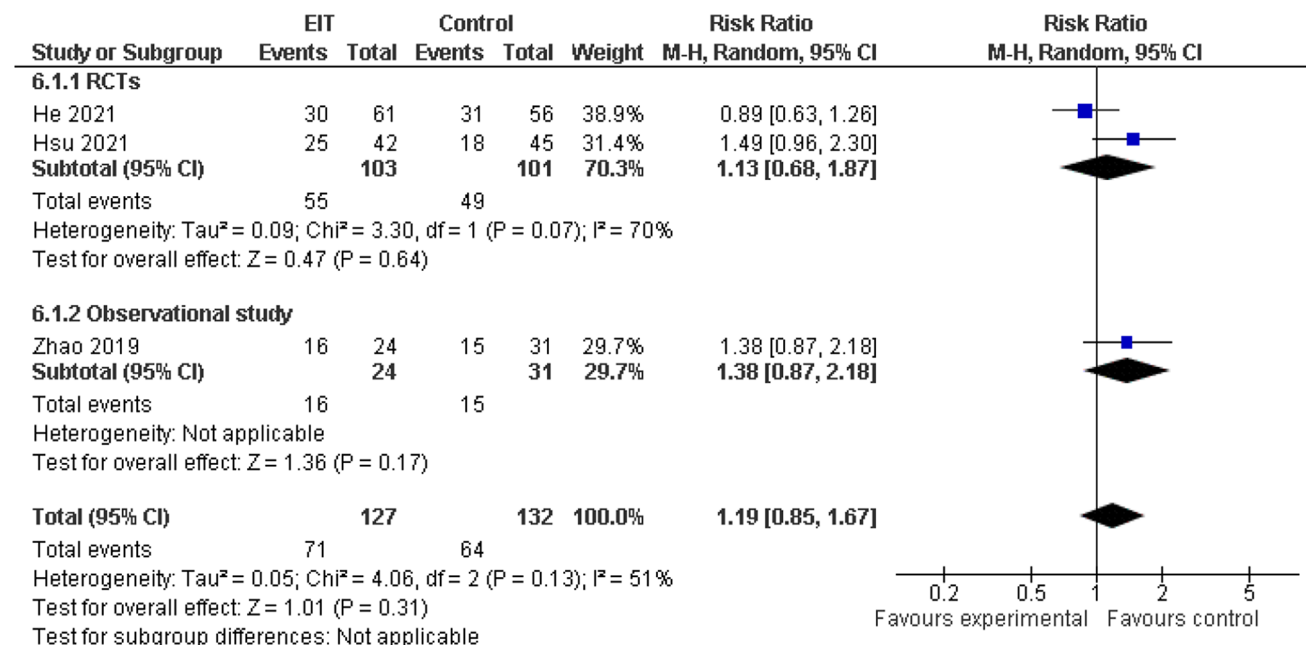 EIT Control Risk Ratio Risk Ratio
Study or Subgroup Events Total Events Total Weight M-H, Random, 95% CI M-H, Random, 95% CI
6.1.1 RCTs
He 2021 30 61 31 56 38.9% 0.89 [0.63, 1.26]
Hsu 2021 25 42 18 45 31.4% 1.49 [0.96, 2.30]
Subtotal (95% CI) 103 101 70.3% 1.13 [0.68, 1.87]
Total events 55 49
Heterogeneity: Tau² = 0.09; Chi² = 3.30, df = 1 (P = 0.07); I² = 70%
Test for overall effect: Z = 0.47 (P = 0.64)
6.1.2 Observational study
Zhao 2019 16 24 15 31 29.7% 1.38 [0.87, 2.18]
Subtotal (95% CI) 24 31 29.7% 1.38 [0.87, 2.18]
Total events 16 15
Heterogeneity: Not applicable
Test for overall effect: Z = 1.36 (P = 0.17)
Total (95% CI) 127 132 100.0% 1.19 [0.85, 1.67]
Total events 71 64
Heterogeneity: Tau² = 0.05; Chi² = 4.06, df = 2 (P = 0.13); I² = 51%
Test for overall effect: Z = 1.01 (P = 0.31)
Test for subgroup differences: Not applicable
0.2 0.5 1 2 5
Favours experimental Favours control